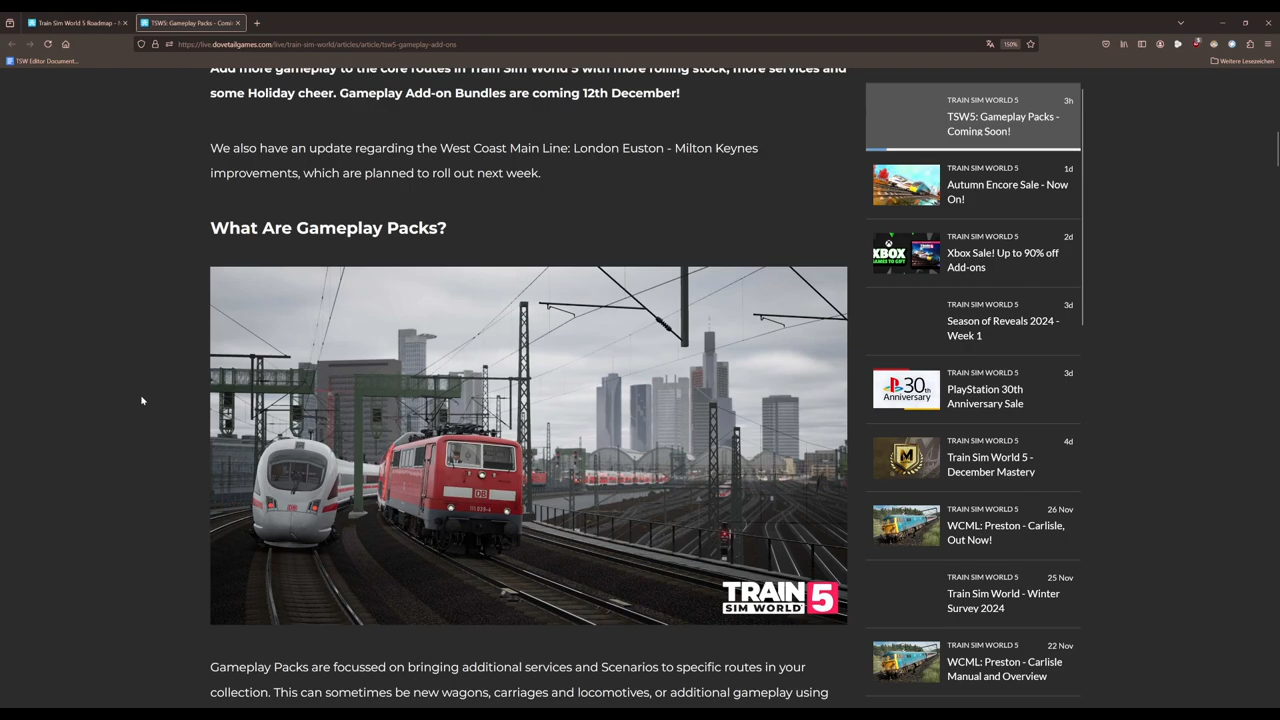 Train Sim World 5 Roadmap - N
TSW5: Gameplay Packs - Comi
https://live.dovetailgames.com/live/train-sim-world/articles/article/tsw5-gameplay-add-ons
150%
TSW Editor Document...
Weitere Lesezeichen
Add more gameplay to the core routes in Train Sim World 5 with more rolling stock, more services and
some Holiday cheer. Gameplay Add-on Bundles are coming 12th December!
We also have an update regarding the West Coast Main Line: London Euston - Milton Keynes
improvements, which are planned to roll out next week.
What Are Gameplay Packs?
DB
DB
111 828-4
TRAIN
SIM WORLD
5
Gameplay Packs are focussed on bringing additional services and Scenarios to specific routes in your
collection. This can sometimes be new wagons, carriages and locomotives, or additional gameplay using
TRAIN SIM WORLD 5 3h
TSW5: Gameplay Packs -
Coming Soon!
TRAIN SIM WORLD 5 1d
Autumn Encore Sale - Now
On!
TRAIN SIM WORLD 5 2d
XBOX
GAMES TO GIFT
Xbox Sale! Up to 90% off
Add-ons
TRAIN SIM WORLD 5 3d
Season of Reveals 2024 -
Week 1
TRAIN SIM WORLD 5 3d
30th
Anniversary
PlayStation 30th
Anniversary Sale
TRAIN SIM WORLD 5 4d
M
Train Sim World 5 -
December Mastery
TRAIN SIM WORLD 5 26 Nov
WCML: Preston - Carlisle,
Out Now!
TRAIN SIM WORLD 5 25 Nov
Train Sim World - Winter
Survey 2024
TRAIN SIM WORLD 5 22 Nov
WCML: Preston - Carlisle
Manual and Overview